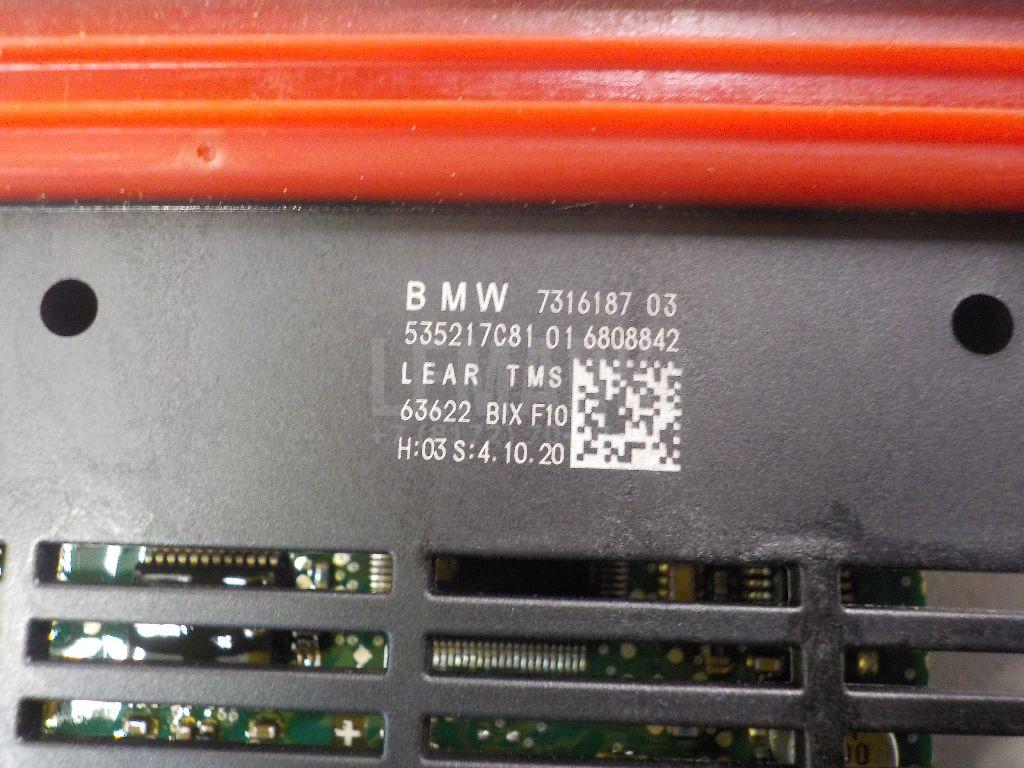 BMW 7316187 03
535217C81 01 6808842
LEAR TMS
63622 BIX F10
H:03 S:4.10.20